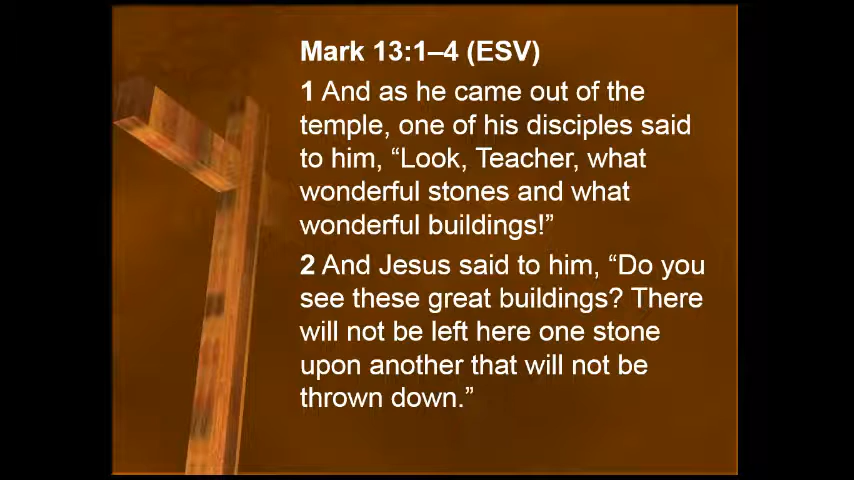 Mark 13:1–4 (ESV)
1 And as he came out of the
temple, one of his disciples said
to him, “Look, Teacher, what
wonderful stones and what
wonderful buildings!”
2 And Jesus said to him, “Do you
see these great buildings? There
will not be left here one stone
upon another that will not be
thrown down.”